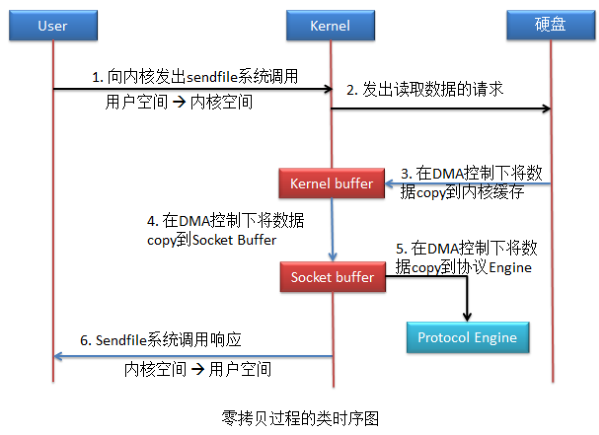 User
Kernel
硬盘
1. 向内核发出sendfile系统调用
用户空间 → 内核空间
2. 发出读取数据的请求
Kernel buffer
3. 在DMA控制下将数
据copy到内核缓存
4. 在DMA控制下将数据
copy到Socket Buffer
5. 在DMA控制下将数
据copy到协议Engine
Socket buffer
Protocol Engine
6. Sendfile系统调用响应
内核空间 → 用户空间
零拷贝过程的类时序图